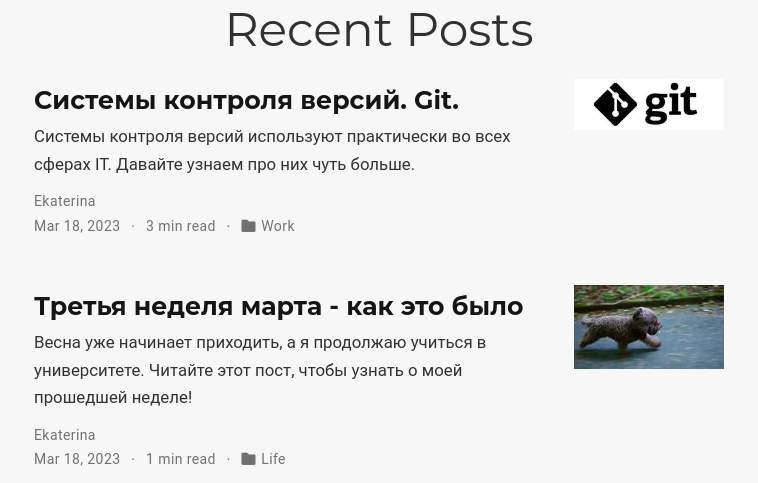 Recent Posts
Системы контроля версий. Git.
git
Системы контроля версий используют практически во всех
сферах IT. Давайте узнаем про них чуть больше.
Ekaterina
Mar 18, 2023 · 3 min read · Work
Третья неделя марта - как это было
Весна уже начинает приходить, а я продолжаю учиться в
университете. Читайте этот пост, чтобы узнать о моей
прошедшей неделе!
Ekaterina
Mar 18, 2023 · 1 min read · Life